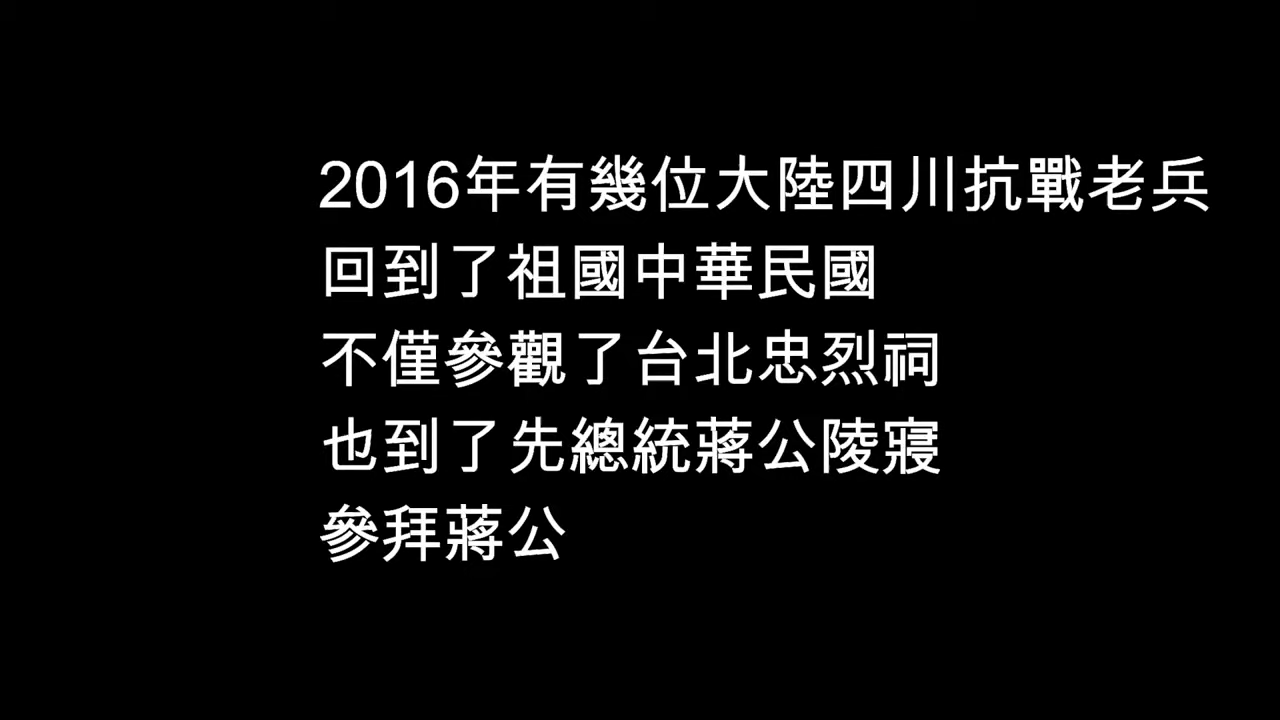 2016年有幾位大陸四川抗戰老兵
回到了祖國中華民國
不僅參觀了台北忠烈祠
也到了先總統蔣公陵寢
參拜蔣公